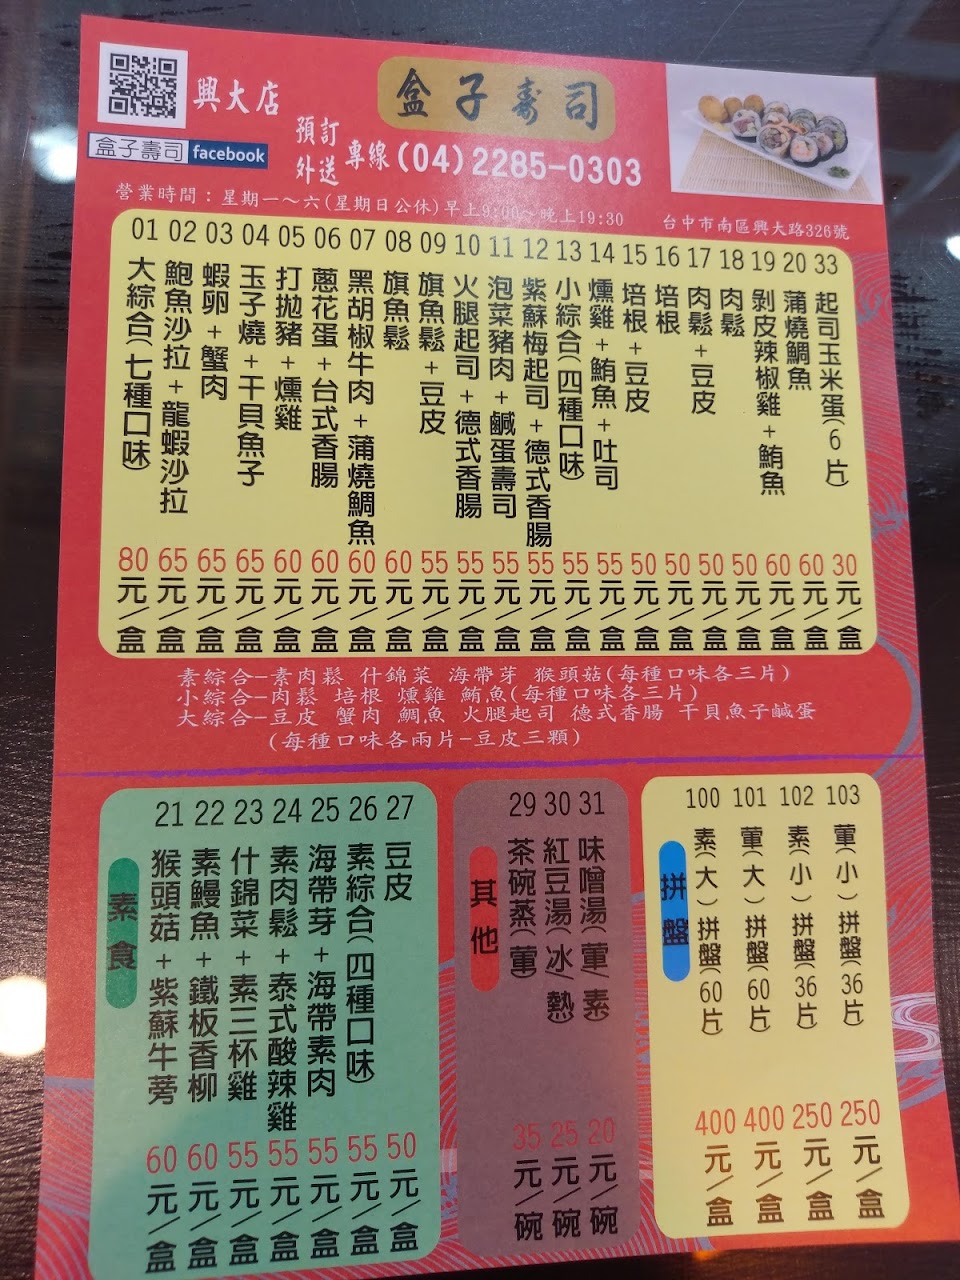 興大店
盒子壽司
盒子壽司 facebook
預訂
外送
專線(04)2285-0303
營業時間：星期一～六(星期日公休)早上9:00～晚上19:30
台中市南區興大路326號
01 大綜合(七種口味) 80元/盒
02 鮑魚沙拉+龍蝦沙拉 65元/盒
03 蝦卵+蟹肉 65元/盒
04 玉子燒+干貝魚子 65元/盒
05 打拋豬+燻雞 60元/盒
06 蔥花蛋+台式香腸 60元/盒
07 黑胡椒牛肉+蒲燒鯛魚 60元/盒
08 旗魚鬆 60元/盒
09 旗魚鬆+豆皮 55元/盒
10 火腿起司+德式香腸 55元/盒
11 泡菜豬肉+鹹蛋壽司 55元/盒
12 紫蘇梅起司+德式香腸 55元/盒
13 小綜合(四種口味) 55元/盒
14 燻雞+鮪魚+吐司 55元/盒
15 培根+豆皮 50元/盒
16 培根 50元/盒
17 肉鬆+豆皮 50元/盒
18 肉鬆 50元/盒
19 剝皮辣椒雞+鮪魚 60元/盒
20 蒲燒鯛魚 60元/盒
33 起司玉米蛋(6片) 30元/盒
素綜合-素肉鬆 什錦菜 海帶芽 猴頭菇(每種口味各三片)
小綜合-肉鬆 培根 燻雞 鮪魚(每種口味各三片)
大綜合-豆皮 蟹肉 鯛魚 火腿起司 德式香腸 干貝魚子鹹蛋
(每種口味各兩片-豆皮三顆)
素食
21 猴頭菇+紫蘇牛蒡 60元/盒
22 素鰻魚+鐵板香柳 60元/盒
23 什錦菜+素三杯雞 55元/盒
24 素肉鬆+泰式酸辣雞 55元/盒
25 海帶芽+海帶素肉 55元/盒
26 素綜合(四種口味) 55元/盒
27 豆皮 50元/盒
其他
29 茶碗蒸(葷) 35元/碗
30 紅豆湯(冰/熱) 25元/碗
31 味噌湯(葷/素) 20元/碗
拼盤
100 素(大)拼盤(60片) 400元/盒
101 葷(大)拼盤(60片) 400元/盒
102 素(小)拼盤(36片) 250元/盒
103 葷(小)拼盤(36片) 250元/盒